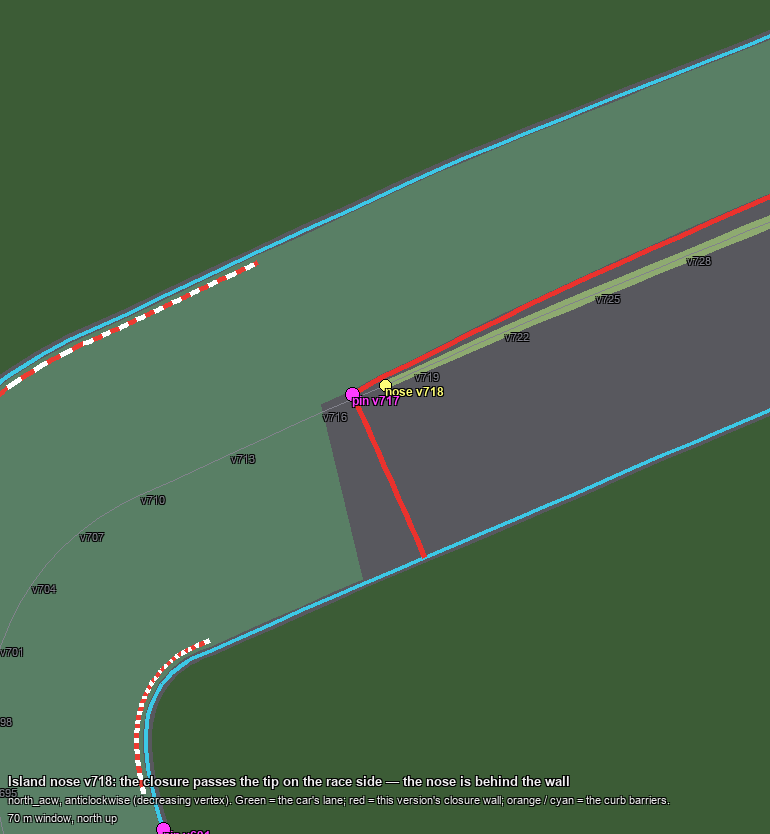 v728
v725
v722
v719
nose v718
pin v717
v716
v713
v710
v707
v704
v701
98
Island nose v718: the closure passes the tip on the race side — the nose is behind the wall
695
north_acw, anticlockwise (decreasing vertex). Green = the car's lane; red = this version's closure wall; orange / cyan = the curb barriers.
70 m window, north up